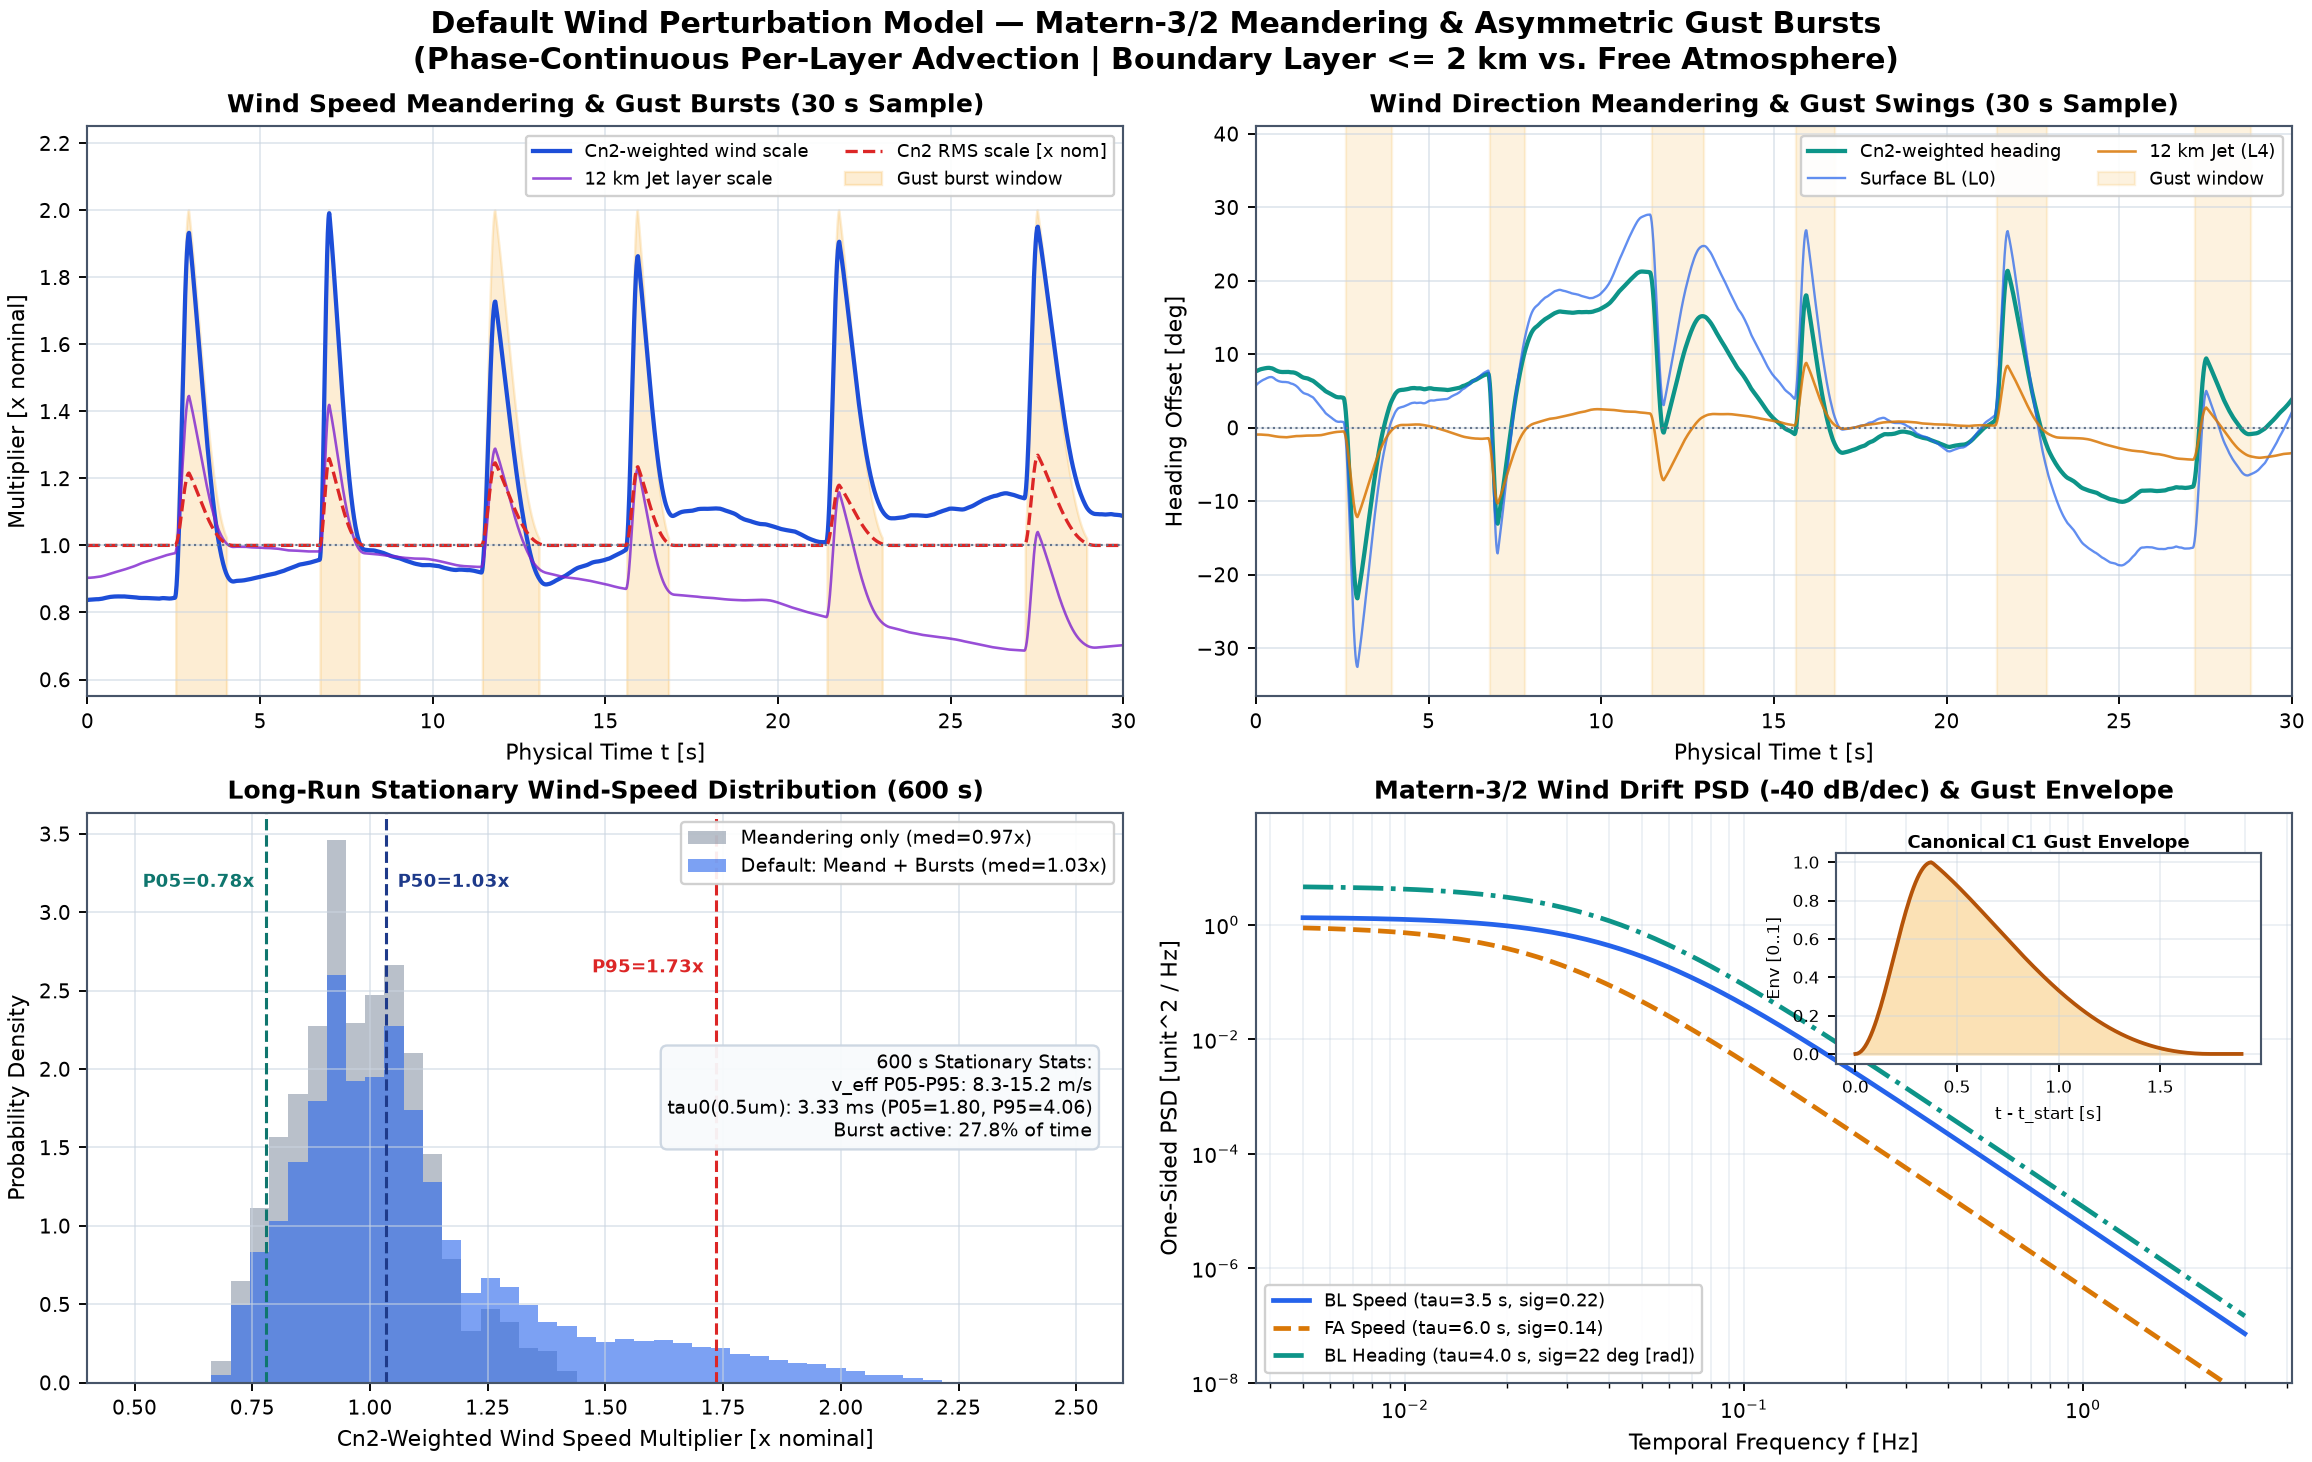 Default Wind Perturbation Model — Matern-3/2 Meandering & Asymmetric Gust Bursts
(Phase-Continuous Per-Layer Advection | Boundary Layer <= 2 km vs. Free Atmosphere)
Wind Speed Meandering & Gust Bursts (30 s Sample)
Cn2-weighted wind scale
12 km Jet layer scale
Cn2 RMS scale [x nom]
Gust burst window
Multiplier [x nominal]
2.2
2.0
1.8
1.6
1.4
1.2
1.0
0.8
0.6
0
5
10
15
20
25
30
Physical Time t [s]
Wind Direction Meandering & Gust Swings (30 s Sample)
Cn2-weighted heading
Surface BL (L0)
12 km Jet (L4)
Gust window
Heading Offset [deg]
40
30
20
10
0
−10
−20
−30
0
5
10
15
20
25
30
Physical Time t [s]
Long-Run Stationary Wind-Speed Distribution (600 s)
Meandering only (med=0.97x)
Default: Meand + Bursts (med=1.03x)
P05=0.78x
P50=1.03x
P95=1.73x
600 s Stationary Stats:
v_eff P05-P95: 8.3-15.2 m/s
tau0(0.5um): 3.33 ms (P05=1.80, P95=4.06)
Burst active: 27.8% of time
Probability Density
3.5
3.0
2.5
2.0
1.5
1.0
0.5
0.0
0.50
0.75
1.00
1.25
1.50
1.75
2.00
2.25
2.50
Cn2-Weighted Wind Speed Multiplier [x nominal]
Matern-3/2 Wind Drift PSD (-40 dB/dec) & Gust Envelope
Canonical C1 Gust Envelope
Env [0..1]
1.0
0.8
0.6
0.4
0.2
0.0
0.0
0.5
1.0
1.5
t - t_start [s]
One-Sided PSD [unit^2 / Hz]
10⁰
10⁻²
10⁻⁴
10⁻⁶
10⁻⁸
BL Speed (tau=3.5 s, sig=0.22)
FA Speed (tau=6.0 s, sig=0.14)
BL Heading (tau=4.0 s, sig=22 deg [rad])
10⁻²
10⁻¹
10⁰
Temporal Frequency f [Hz]